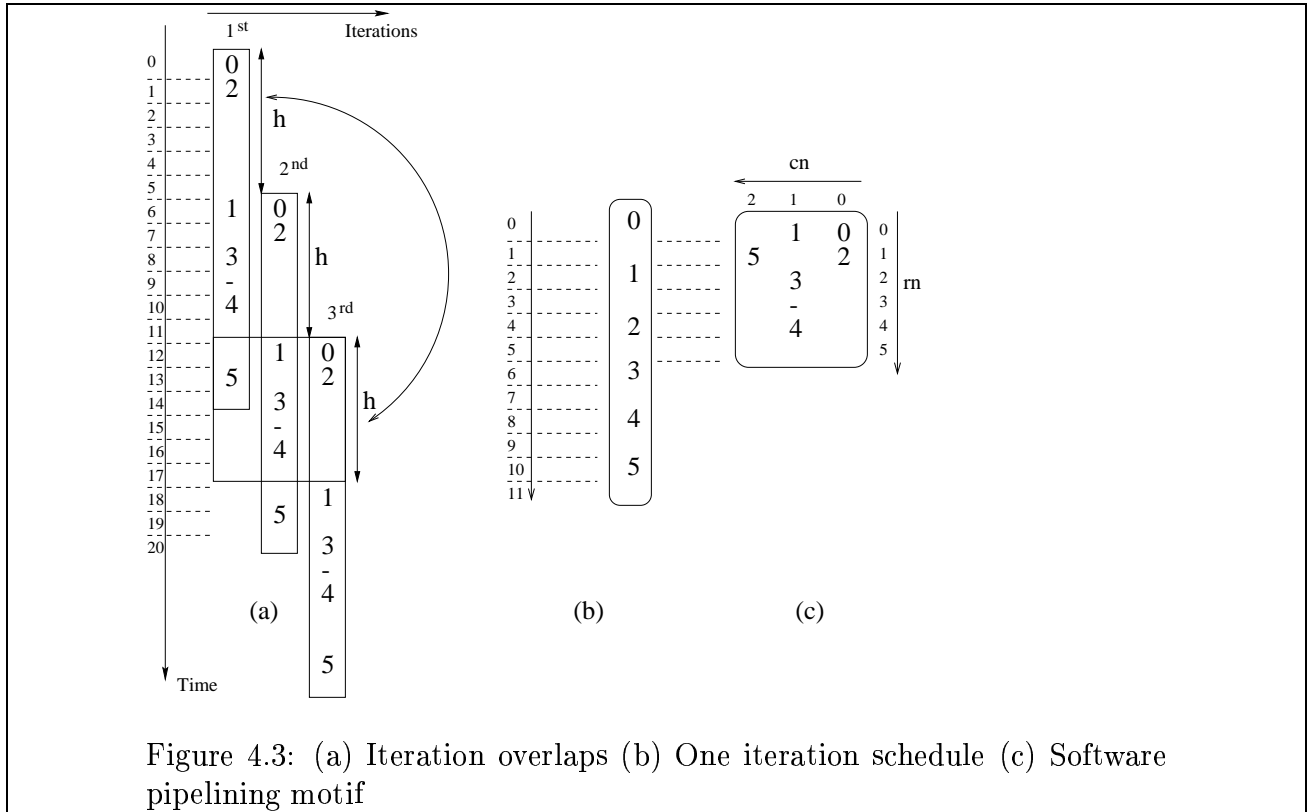 1st Iterations
0 0
1 2
2 h
3
4 2nd
5
6 1 0
7 2
8 3 h
9 -
10 4 3rd
11
12 1 0
13 5 2
14 3 h
15 -
16 4
17
18 1
19 5
20 3
-
4
5
Time
(a)
0 0
1
2 1
3
4 2
5
6 3
7
8 4
9
10 5
11
(b)
cn
2 1 0
1 0 0
5 2 1
3 2 rn
- 3
4 4
5
(c)
Figure 4.3: (a) Iteration overlaps (b) One iteration schedule (c) Software
pipelining motif